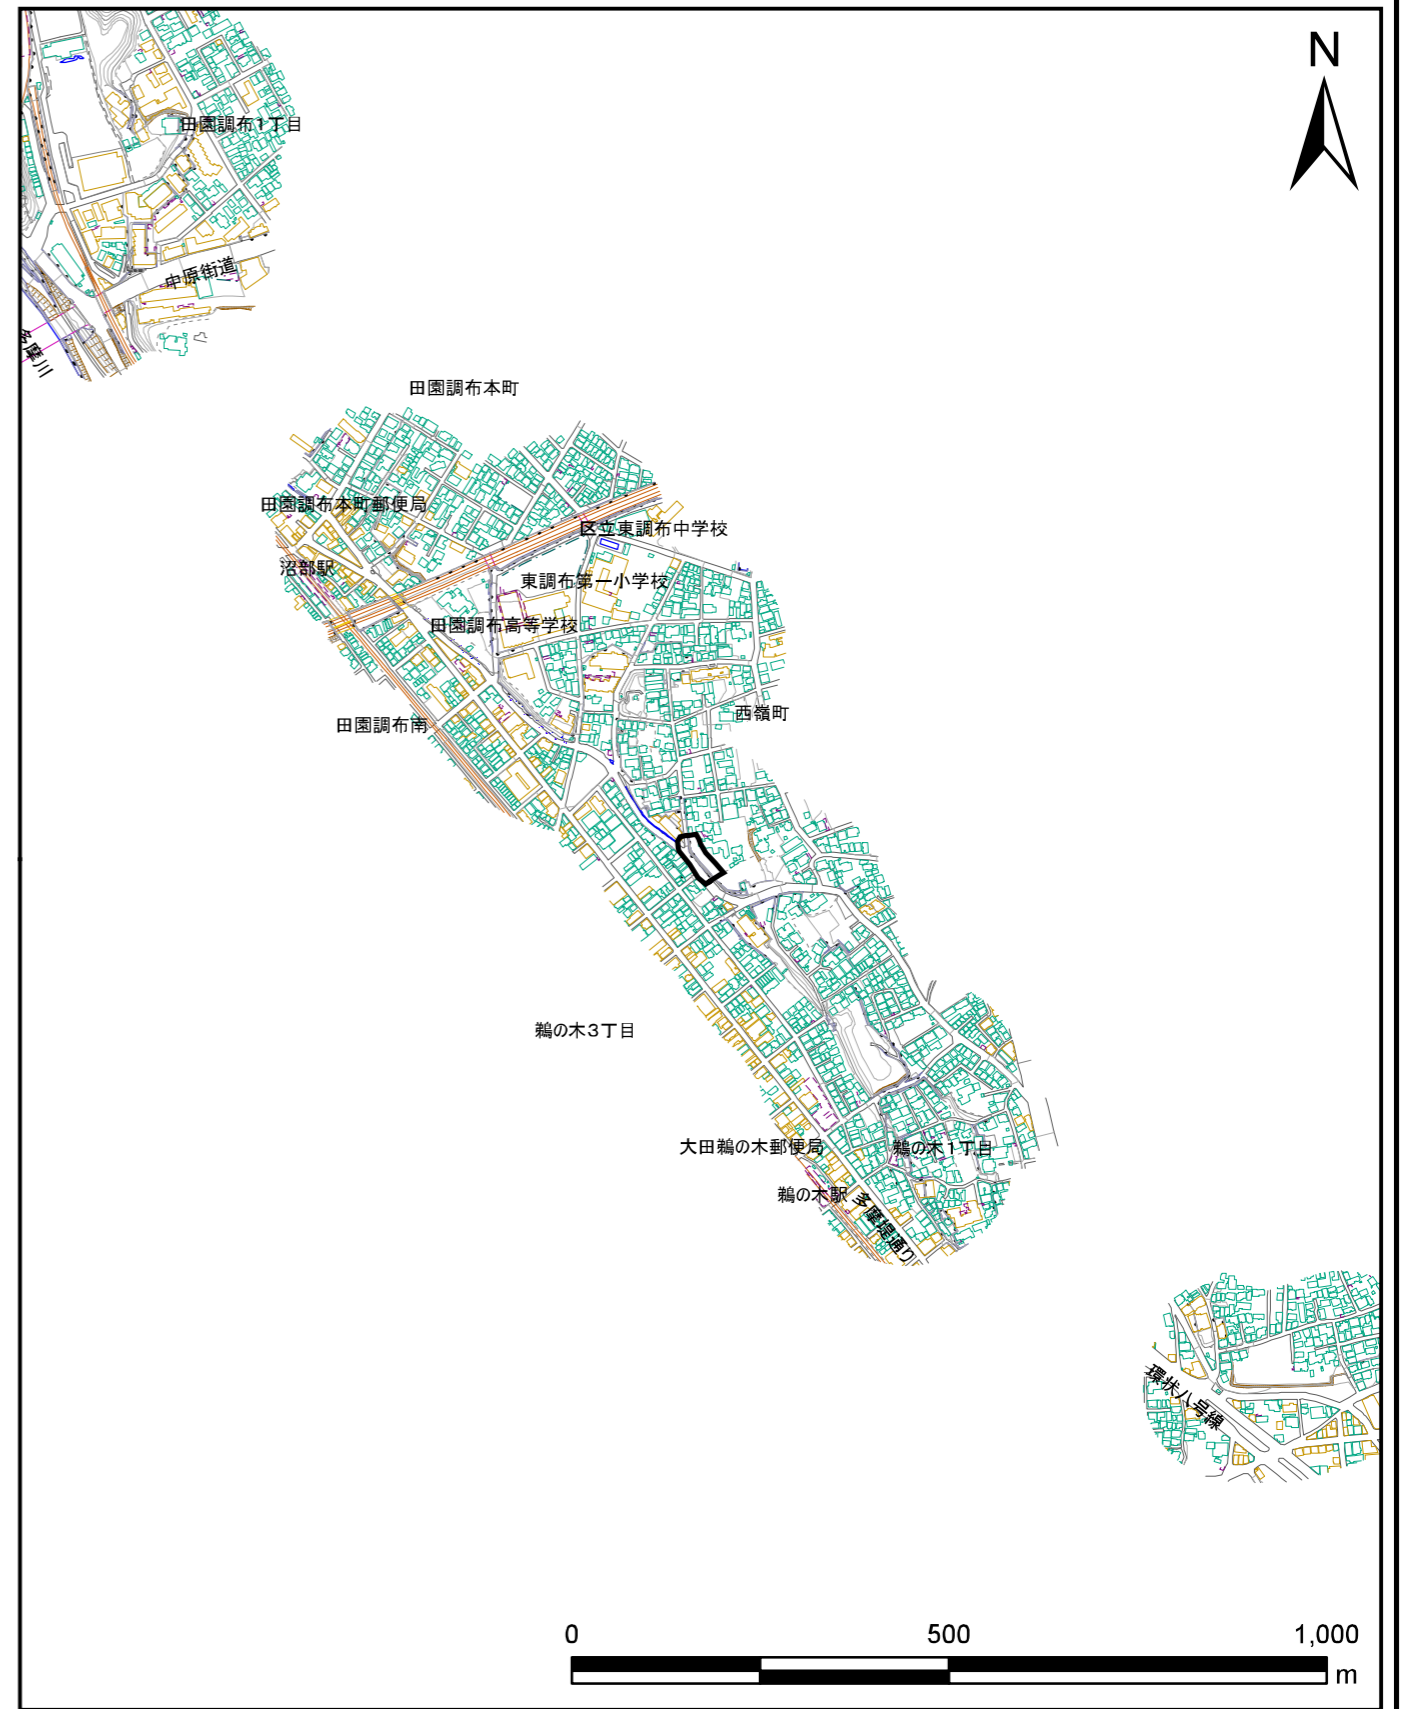 N
田園調布1丁目
中原街道
多摩川
田園調布本町
田園調布本町郵便局
区立東調布中学校
沼部駅
東調布第一小学校
田園調布高等学校
西嶺町
田園調布南
鵜の木3丁目
大田鵜の木郵便局
鵜の木1丁目
鵜の木駅
多摩堤通り
環状八号線
0 500 1,000
m